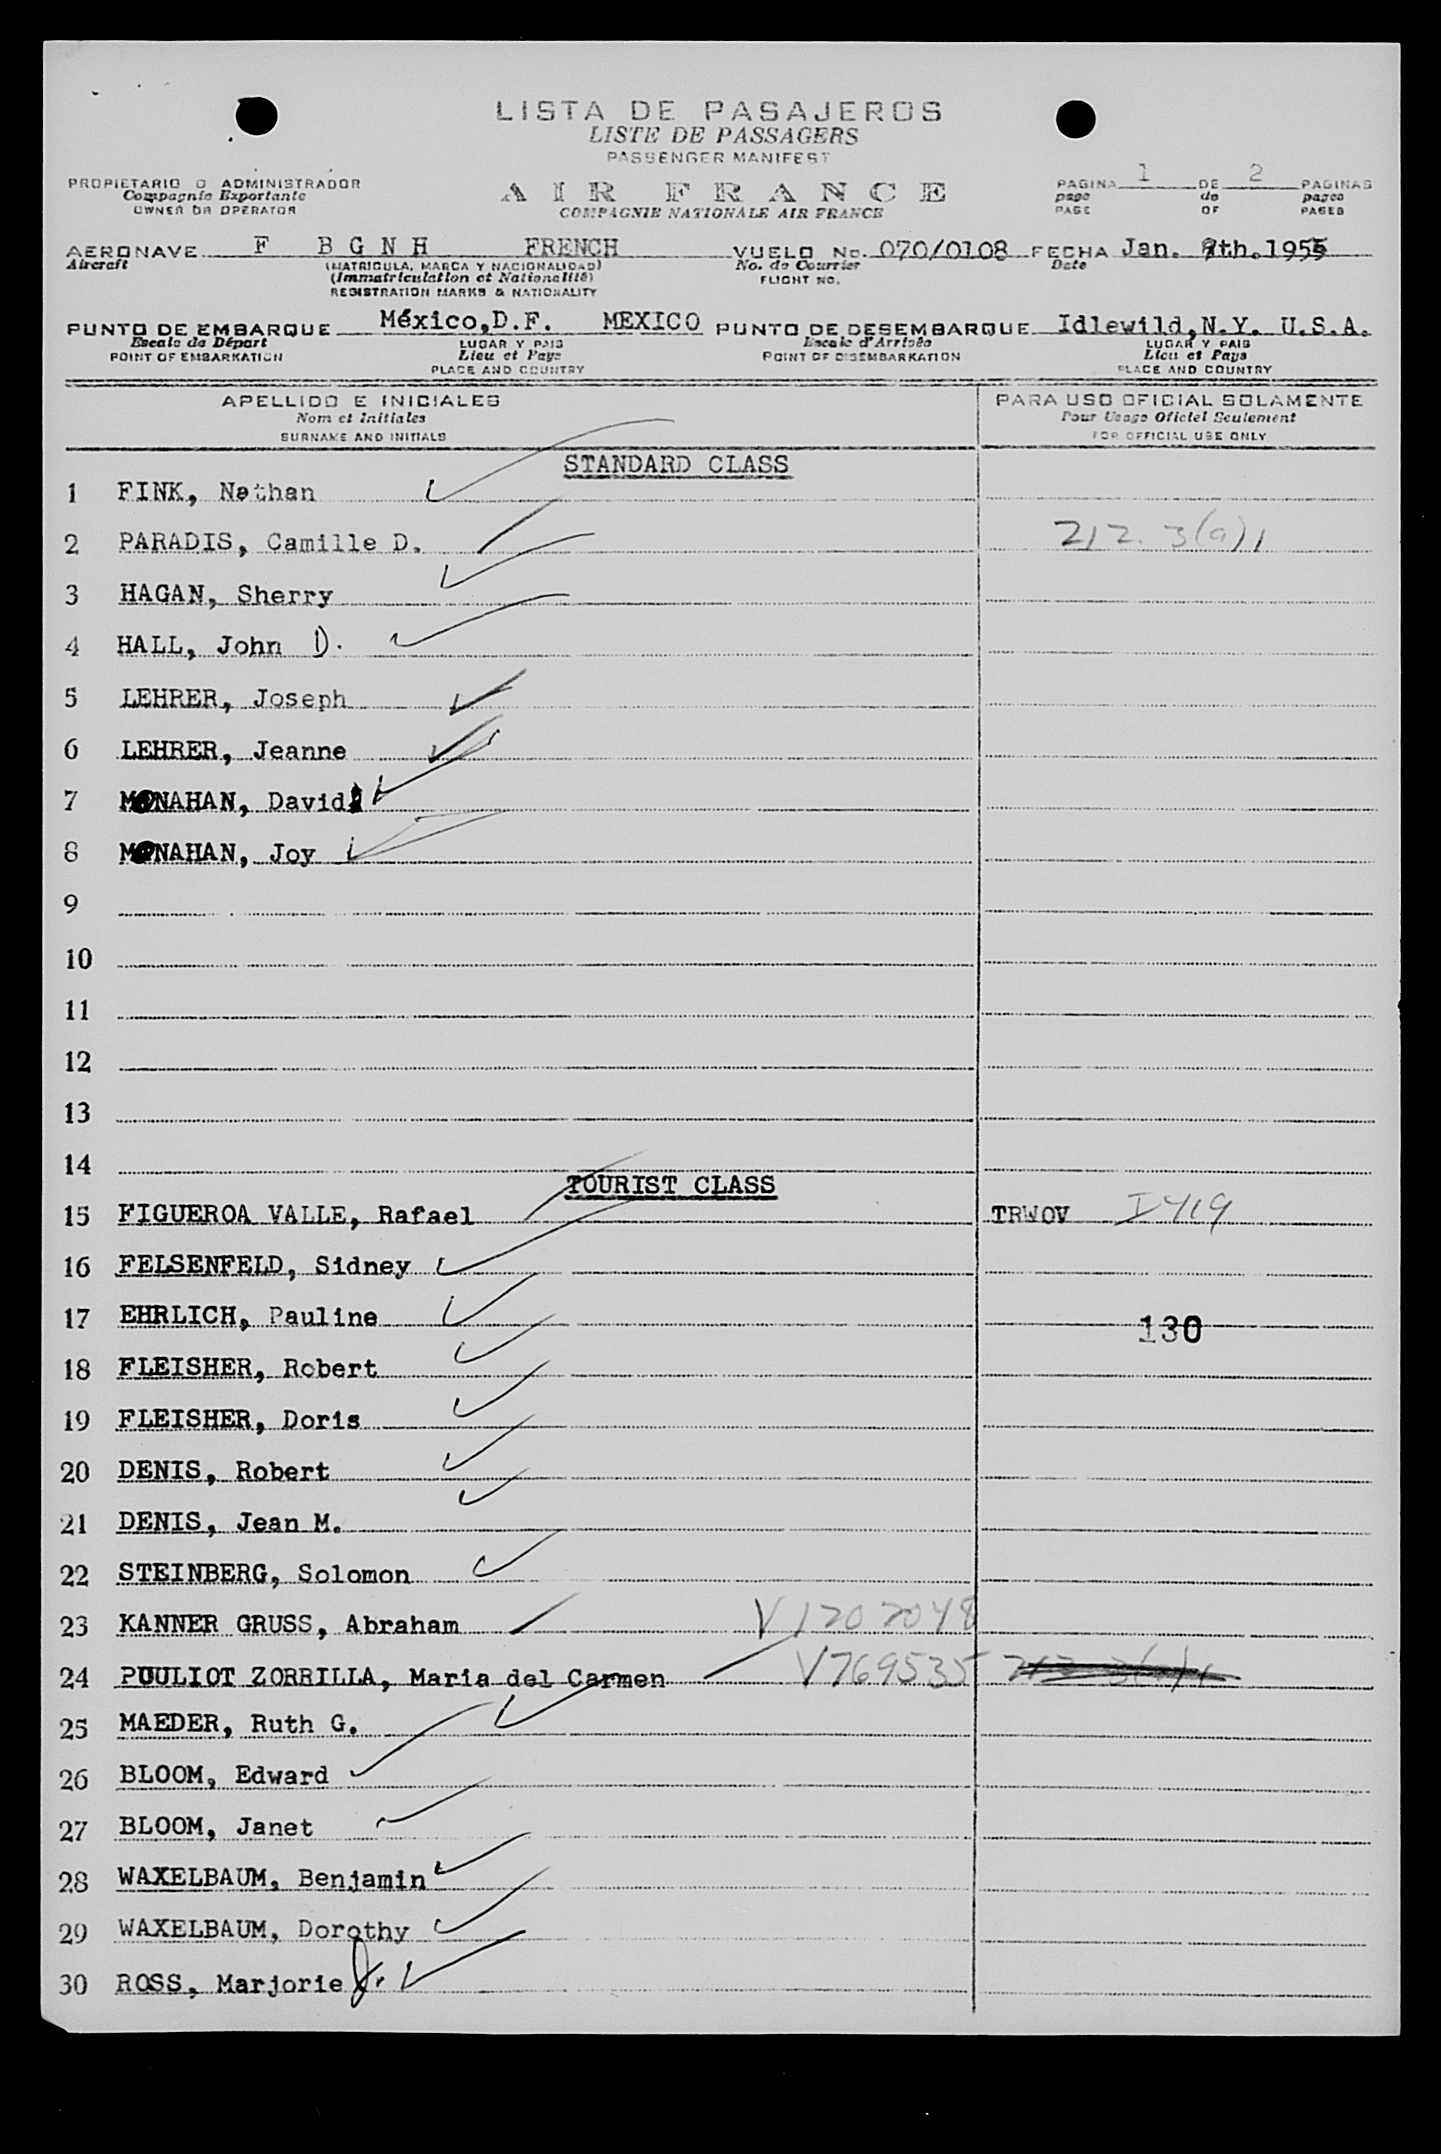 LISTA DE PASAJEROS
LISTE DE PASSAGERS
PASSENGER MANIFEST
PROPIETARIO O ADMINISTRADOR
Compagnie Exportante
OWNER OR OPERATOR
AIR FRANCE
COMPAGNIE NATIONALE AIR FRANCE
PAGINA 1 DE 2 PAGINAS
page de pages
PAGE OF PAGES
AERONAVE F BGNH FRENCH VUELO No. 070/0108 FECHA Jan. th.1955
Aircraft (MATRICULA, MARCA Y NACIONALIDAD) No. de Courrier Date
(Immatriculation et Nationalité) FLIGHT NO.
REGISTRATION MARKS & NATIONALITY
PUNTO DE EMBARQUE México,D.F. MEXICO PUNTO DE DESEMBARQUE Idlewild,N.Y. U.S.A.
Escale de Départ LUGAR Y PAIS Escale d'Arrivée LUGAR Y PAIS
POINT OF EMBARKATION Lieu et Pays POINT OF DISEMBARKATION Lieu et Pays
PLACE AND COUNTRY PLACE AND COUNTRY
APELLIDO E INICIALES PARA USO OFICIAL SOLAMENTE
Nom et Initiales Pour Usage Oficiel Seulement
SURNAME AND INITIALS FOR OFFICIAL USE ONLY
STANDARD CLASS
1 FINK, Nathan
2 PARADIS, Camille D. 212.3(a)1
3 HAGAN, Sherry
4 HALL, John D.
5 LEHRER, Joseph
6 LEHRER, Jeanne
7 MONAHAN, David
8 MONAHAN, Joy
9
10
11
12
13
14
TOURIST CLASS
15 FIGUEROA VALLE, Rafael TRWOV I419
16 FELSENFELD, Sidney
17 EHRLICH, Pauline 130
18 FLEISHER, Robert
19 FLEISHER, Doris
20 DENIS, Robert
21 DENIS, Jean M.
22 STEINBERG, Solomon
23 KANNER GRUSS, Abraham V1202048
24 PUULIOT ZORRILLA, Maria del Carmen V769535 212.3(a)1
25 MAEDER, Ruth G.
26 BLOOM, Edward
27 BLOOM, Janet
28 WAXELBAUM, Benjamin
29 WAXELBAUM, Dorothy
30 ROSS, Marjorie J.